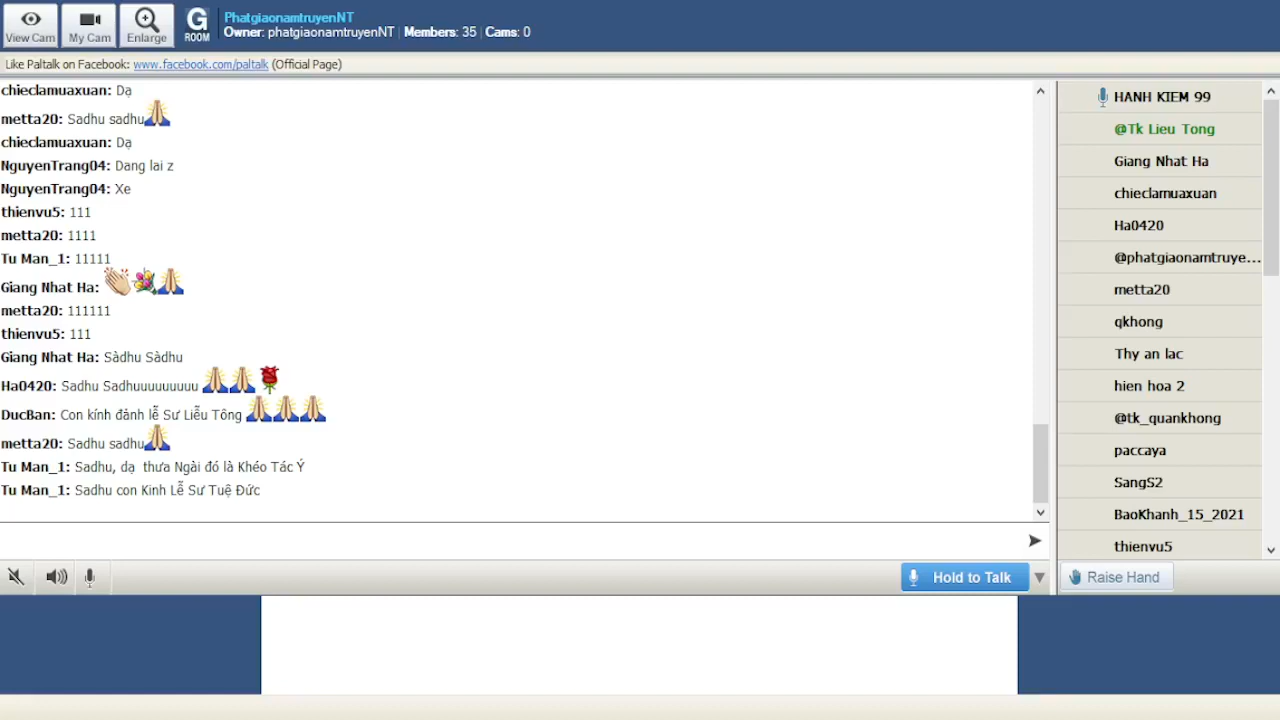 View Cam
My Cam
Enlarge
G
ROOM
PhatgiaonamtruyenNT
Owner: phatgiaonamtruyenNT | Members: 35 | Cams: 0
Like Paltalk on Facebook: www.facebook.com/paltalk (Official Page)
chieclamuaxuan: Dạ
metta20: Sadhu sadhu
chieclamuaxuan: Dạ
NguyenTrang04: Dang lai z
NguyenTrang04: Xe
thienvu5: 111
metta20: 1111
Tu Man_1: 11111
Giang Nhat Ha:
metta20: 111111
thienvu5: 111
Giang Nhat Ha: Sàdhu Sàdhu
Ha0420: Sadhu Sadhuuuuuuuuu
DucBan: Con kính đảnh lễ Sư Liễu Tông
metta20: Sadhu sadhu
Tu Man_1: Sadhu, dạ  thưa Ngài đó là Khéo Tác Ý
Tu Man_1: Sadhu con Kinh Lễ Sư Tuệ Đức
Hold to Talk
HANH KIEM 99
@Tk Lieu Tong
Giang Nhat Ha
chieclamuaxuan
Ha0420
@phatgiaonamtruye...
metta20
qkhong
Thy an lac
hien hoa 2
@tk_quankhong
paccaya
SangS2
BaoKhanh_15_2021
thienvu5
Raise Hand